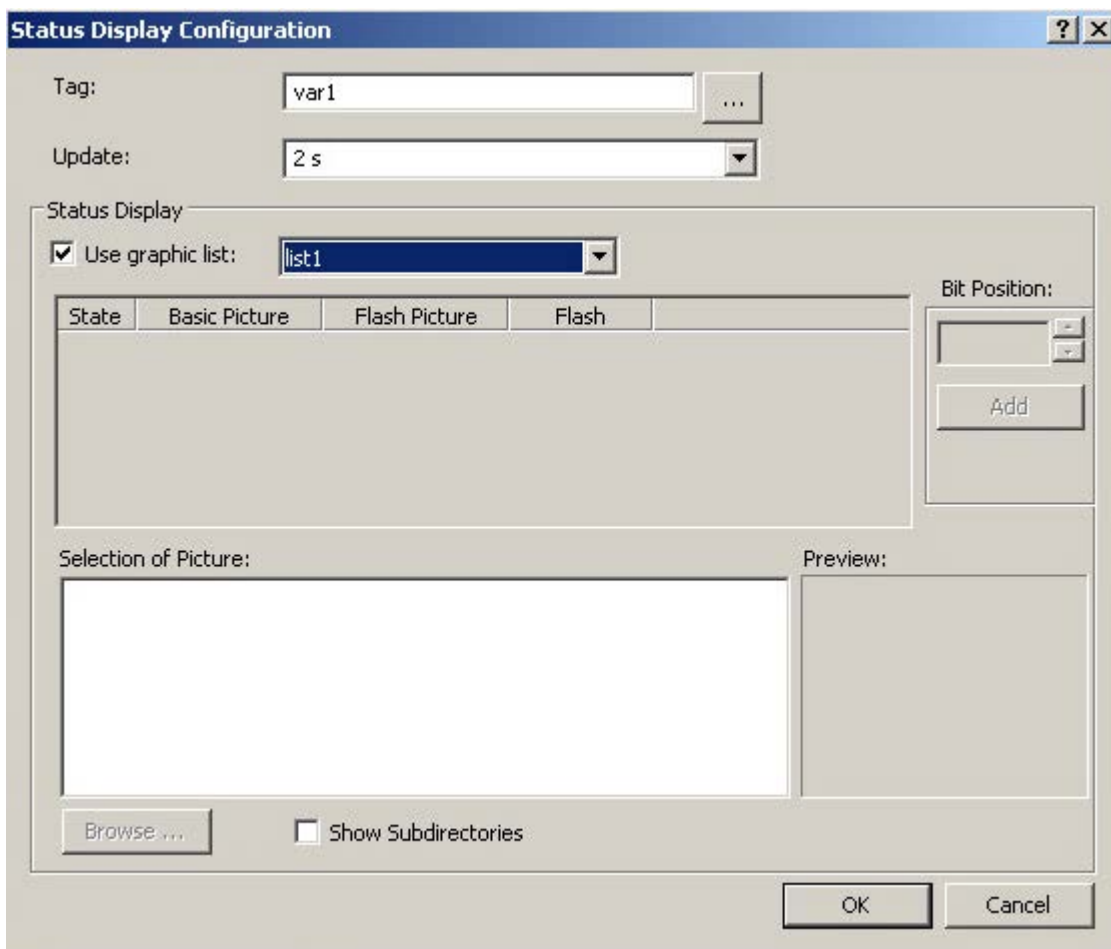 Status Display Configuration
Tag: var1 ...
Update: 2 s
Status Display
Use graphic list: list1
Bit Position:
State Basic Picture Flash Picture Flash
Add
Selection of Picture: Preview:
Browse ... Show Subdirectories
OK Cancel